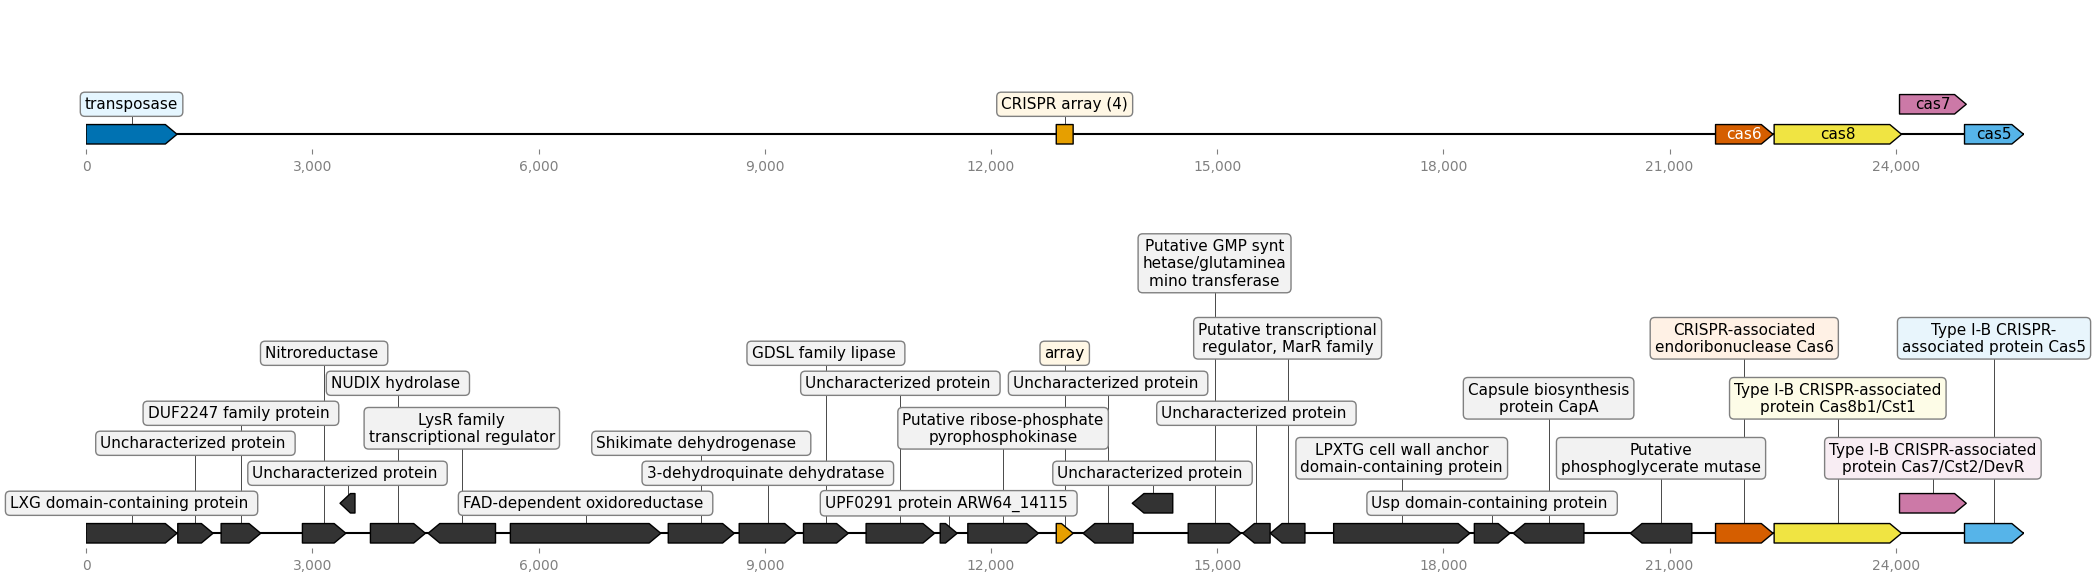 transposase
CRISPR array (4)
cas7
cas6
cas8
cas5
0
3,000
6,000
9,000
12,000
15,000
18,000
21,000
24,000
Putative GMP synt
hetase/glutaminea
mino transferase
Putative transcriptional
regulator, MarR family
CRISPR-associated
endoribonuclease Cas6
Type I-B CRISPR-
associated protein Cas5
Nitroreductase
GDSL family lipase
array
NUDIX hydrolase
Uncharacterized protein
Uncharacterized protein
Capsule biosynthesis
protein CapA
Type I-B CRISPR-associated
protein Cas8b1/Cst1
DUF2247 family protein
LysR family
transcriptional regulator
Putative ribose-phosphate
pyrophosphokinase
Uncharacterized protein
Uncharacterized protein
Shikimate dehydrogenase
LPXTG cell wall anchor
domain-containing protein
Putative
phosphoglycerate mutase
Type I-B CRISPR-associated
protein Cas7/Cst2/DevR
Uncharacterized protein
3-dehydroquinate dehydratase
Uncharacterized protein
LXG domain-containing protein
FAD-dependent oxidoreductase
UPF0291 protein ARW64_14115
Usp domain-containing protein
0
3,000
6,000
9,000
12,000
15,000
18,000
21,000
24,000